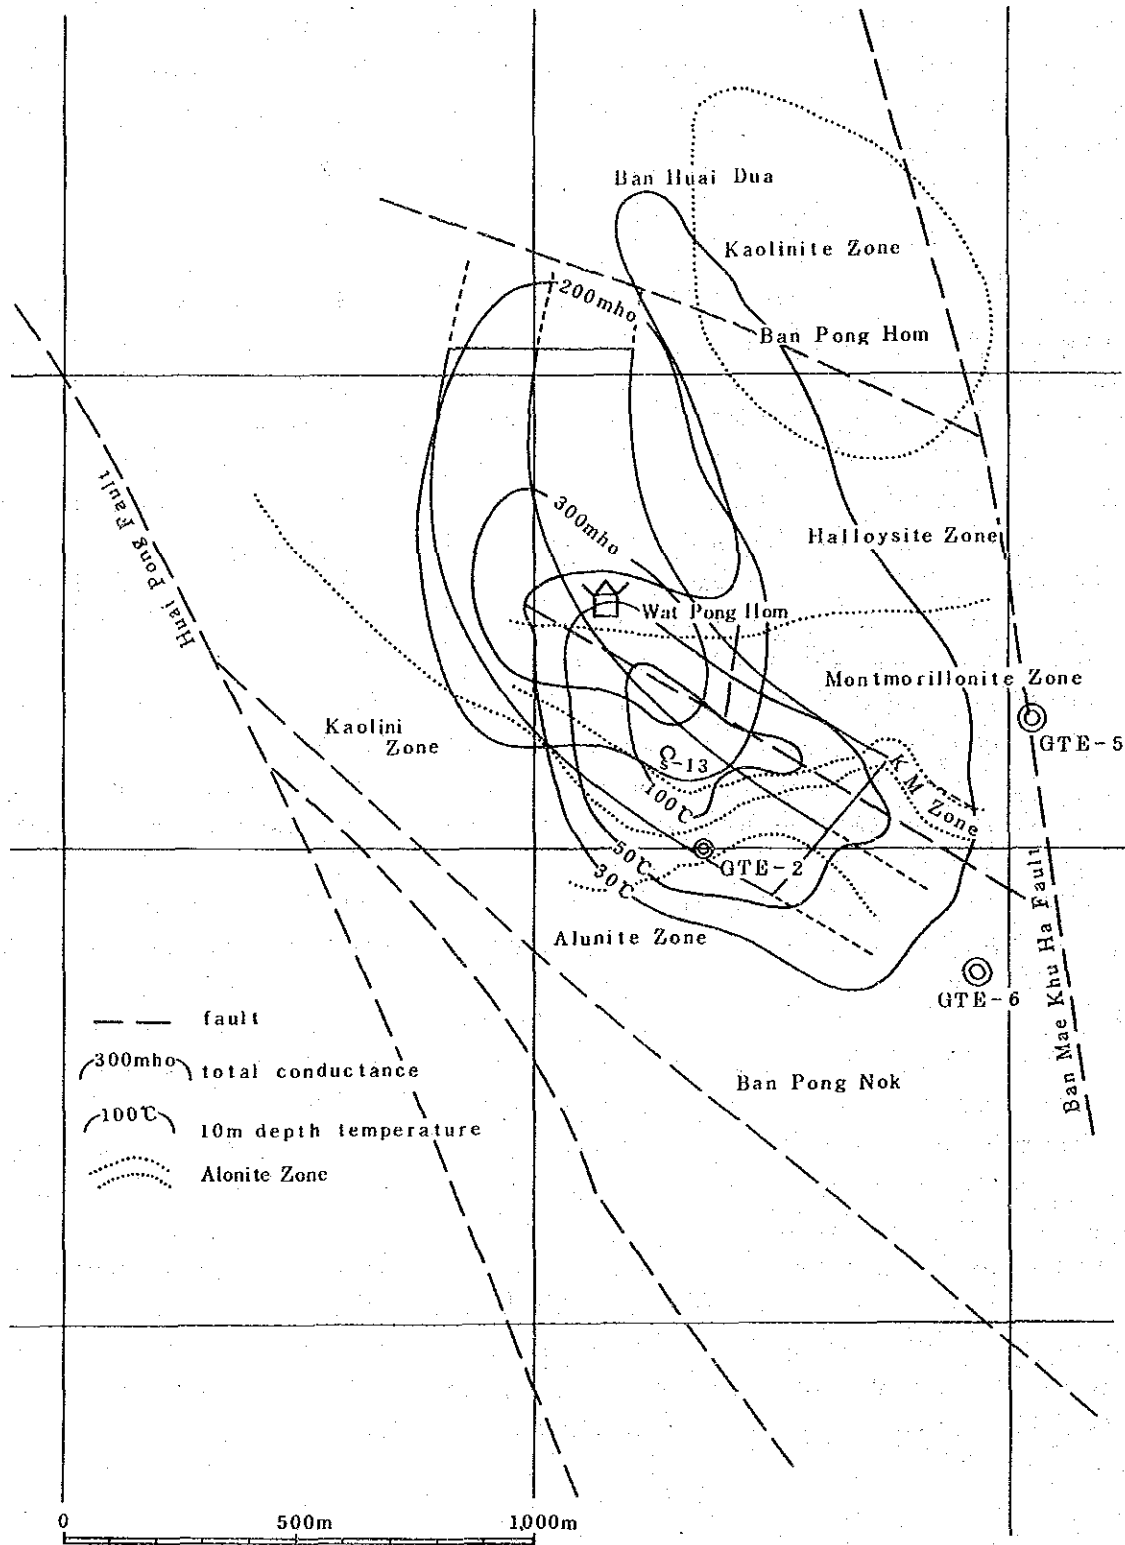 Ban Huai Dua
Kaolinite Zone
200mho
Ban Pong Hom
Huai Pong Fault
300mho
Halloysite Zone
Wat Pong Hom
Montmorillonite Zone
Kaolini
Zone
GTE-5
s-13
100℃
K M Zone
50℃
GTE-2
30℃
Alunite Zone
GTE-6
Ban Mae Khu Ha Fault
fault
300mho
total conductance
Ban Pong Nok
100℃
10m depth temperature
Alonite Zone
0
500m
1,000m